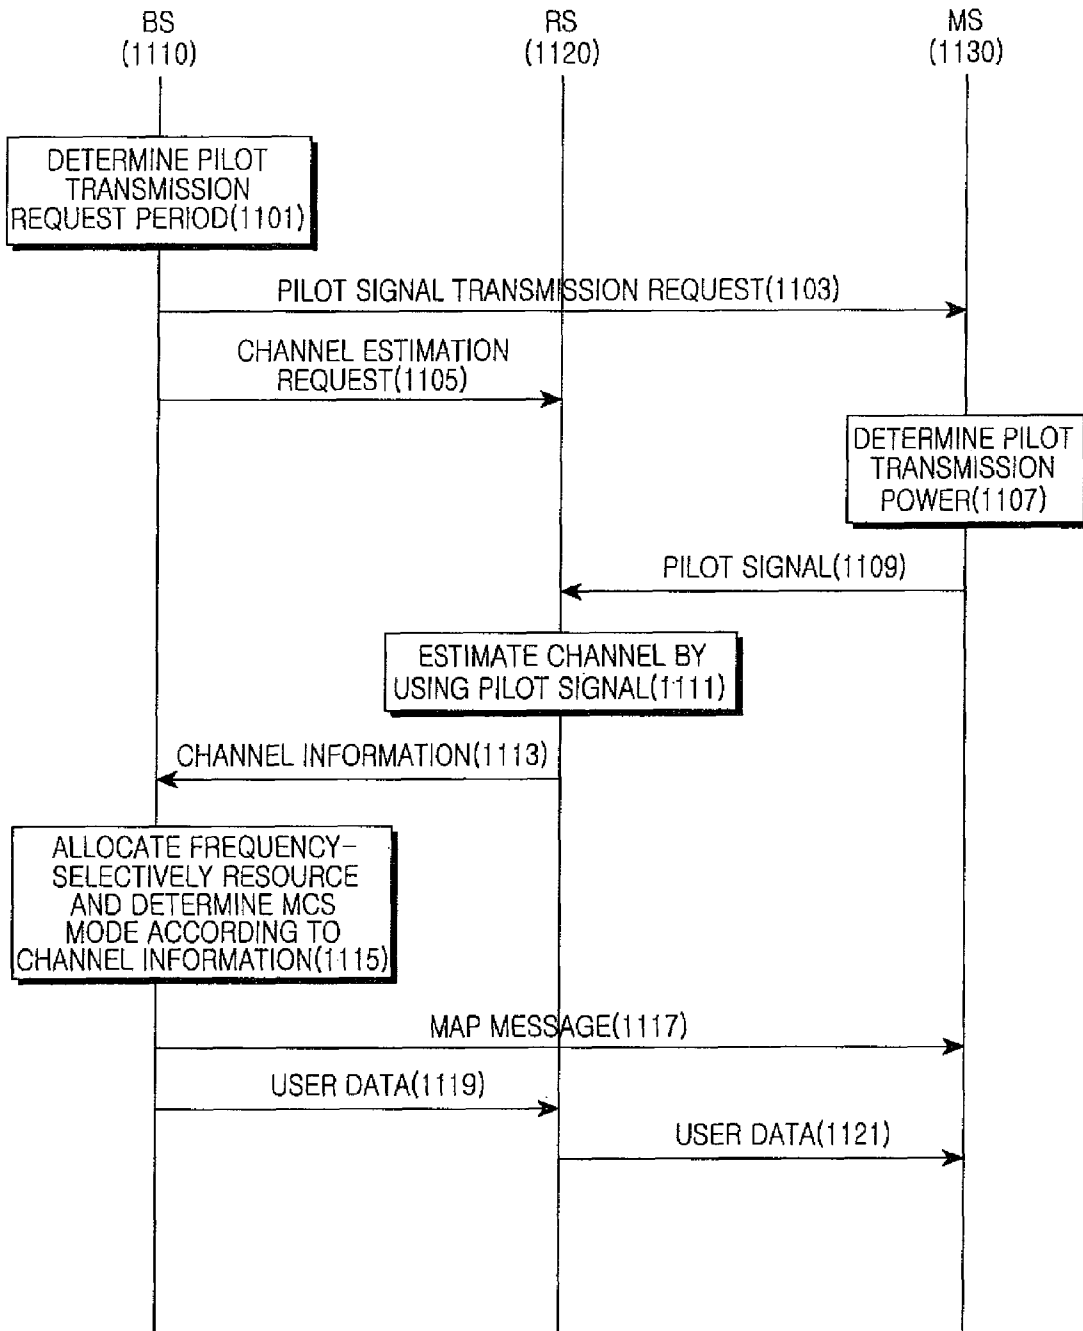 BS
(1110)
RS
(1120)
MS
(1130)
DETERMINE PILOT
TRANSMISSION
REQUEST PERIOD(1101)
PILOT SIGNAL TRANSMISSION REQUEST(1103)
CHANNEL ESTIMATION
REQUEST(1105)
DETERMINE PILOT
TRANSMISSION
POWER(1107)
PILOT SIGNAL(1109)
ESTIMATE CHANNEL BY
USING PILOT SIGNAL(1111)
CHANNEL INFORMATION(1113)
ALLOCATE FREQUENCY-
SELECTIVELY RESOURCE
AND DETERMINE MCS
MODE ACCORDING TO
CHANNEL INFORMATION(1115)
MAP MESSAGE(1117)
USER DATA(1119)
USER DATA(1121)